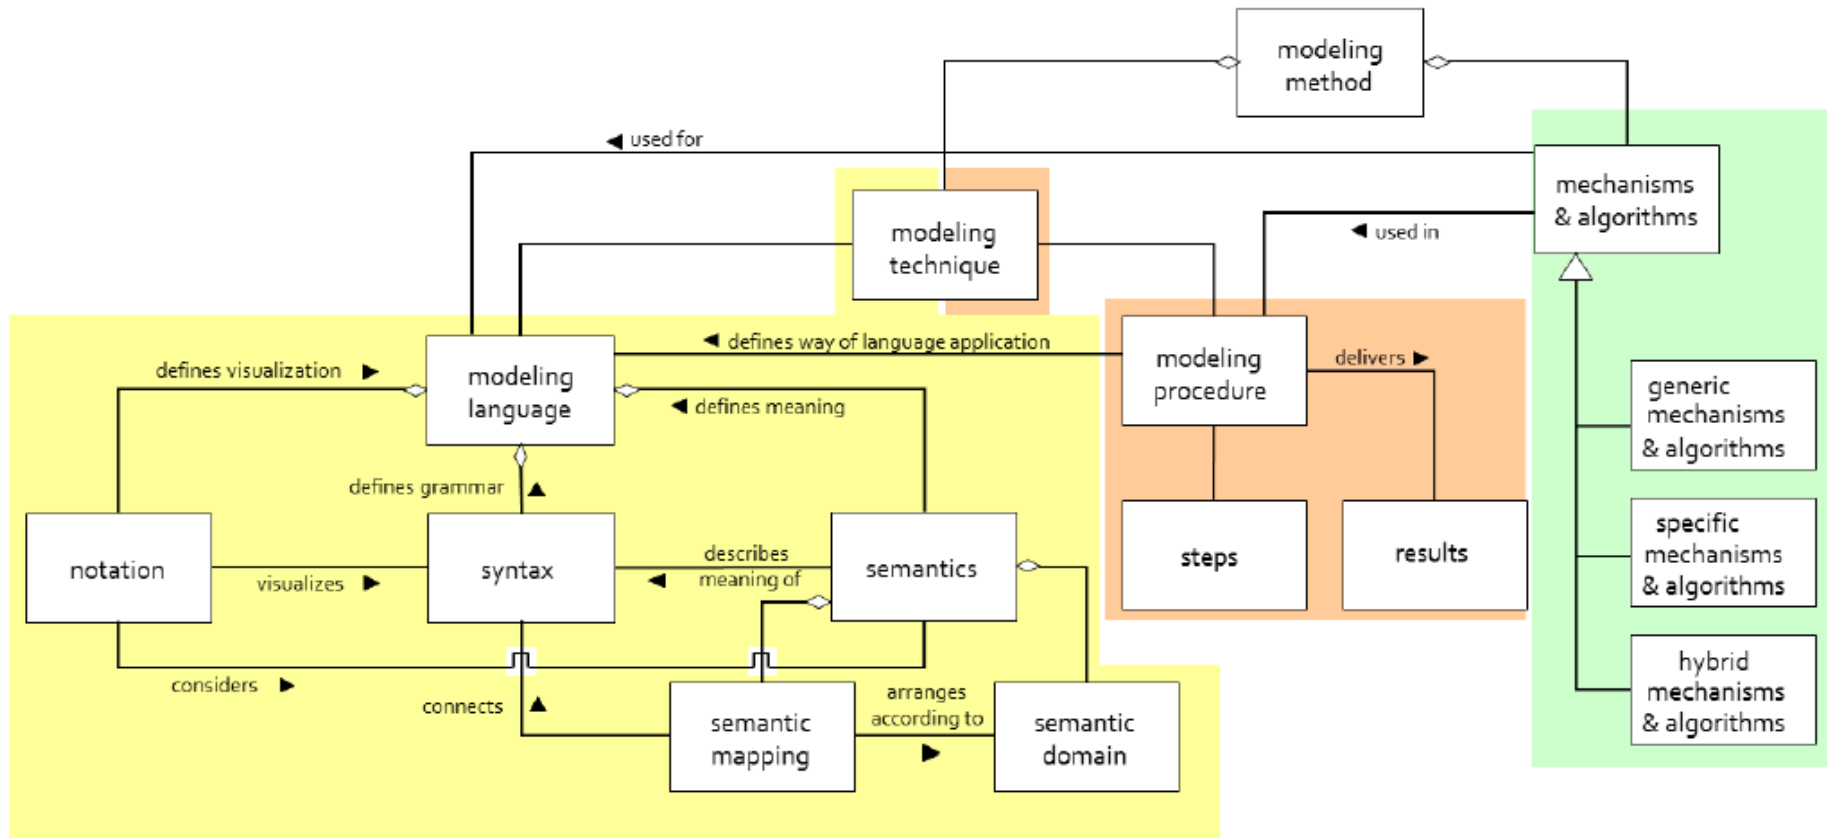 modeling
method
used for
mechanisms
& algorithms
modeling
technique
used in
defines way of language application
defines visualization
modeling
language
modeling
procedure
delivers
defines meaning
generic
mechanisms
& algorithms
defines grammar
notation
visualizes
syntax
describes
meaning of
semantics
steps
results
specific
mechanisms
& algorithms
considers
connects
semantic
mapping
arranges
according to
semantic
domain
hybrid
mechanisms
& algorithms